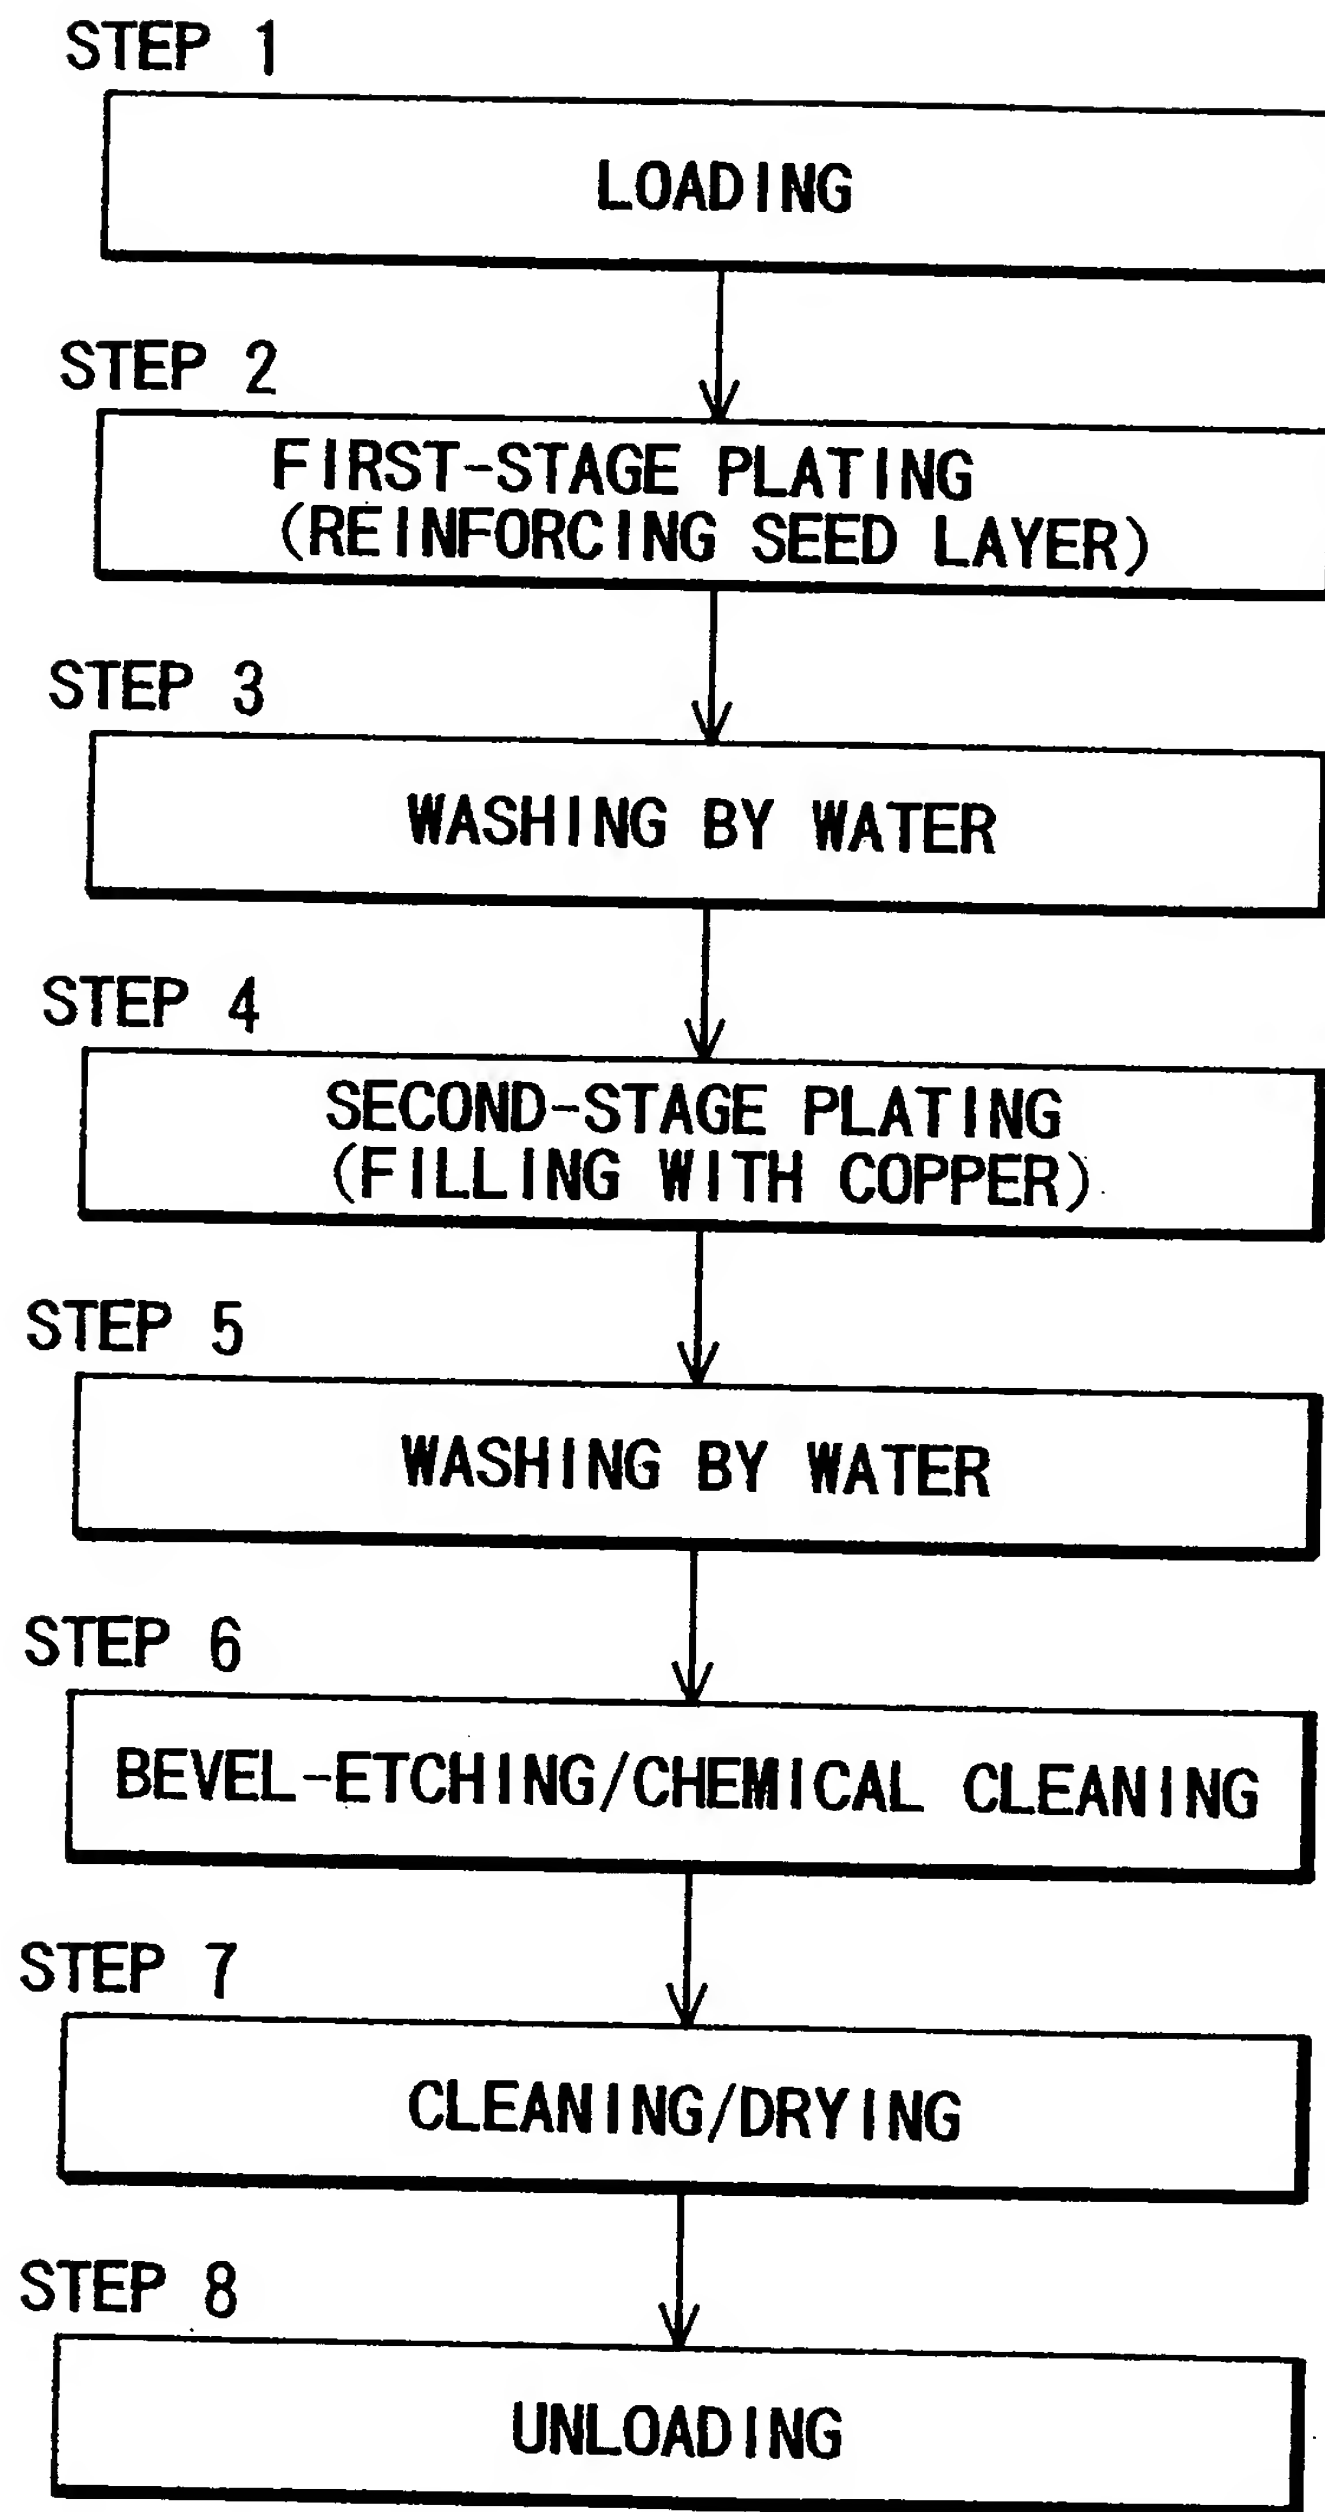 STEP 1
LOADING
STEP 2
FIRST-STAGE PLATING
(REINFORCING SEED LAYER)
STEP 3
WASHING BY WATER
STEP 4
SECOND-STAGE PLATING
(FILLING WITH COPPER)
STEP 5
WASHING BY WATER
STEP 6
BEVEL-ETCHING/CHEMICAL CLEANING
STEP 7
CLEANING/DRYING
STEP 8
UNLOADING